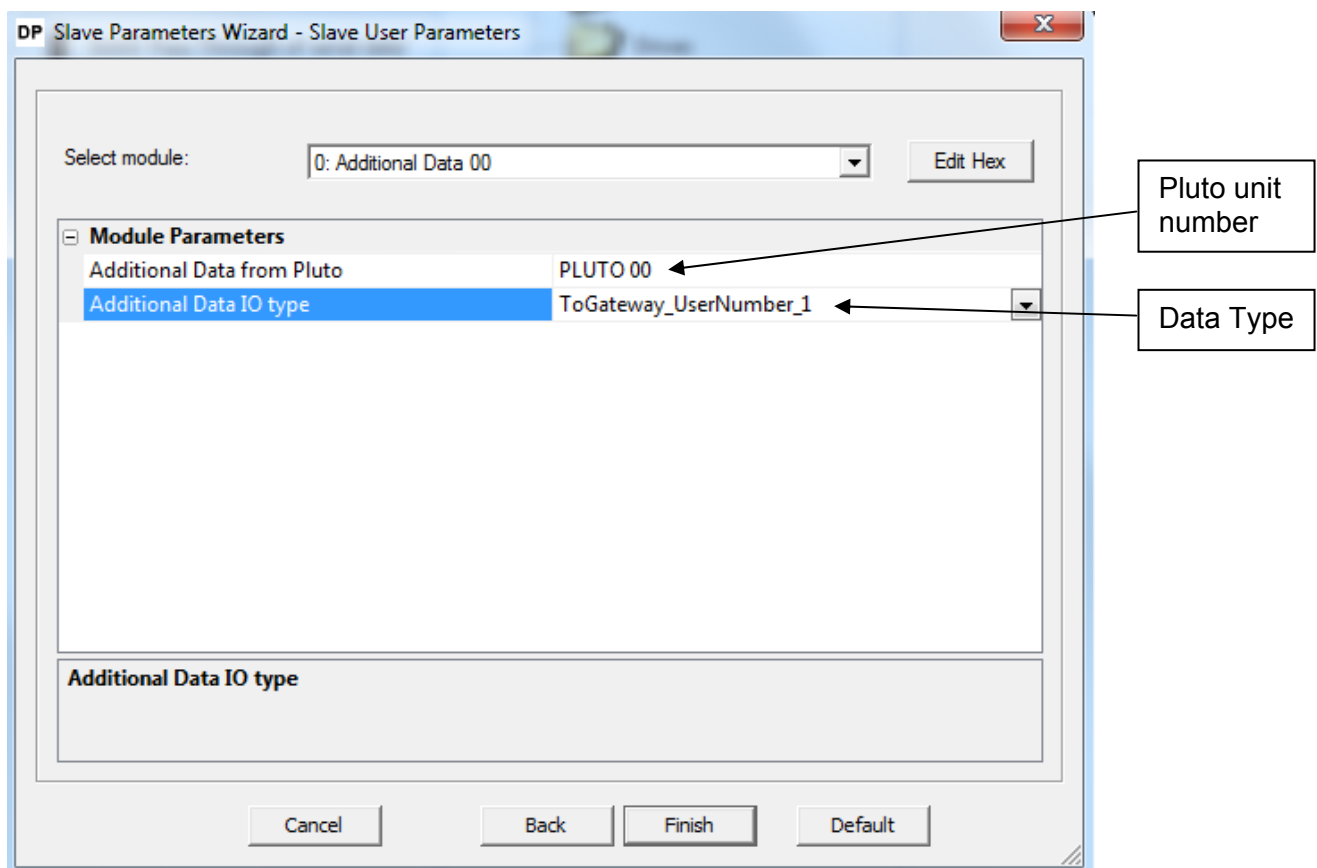 DP Slave Parameters Wizard - Slave User Parameters
Select module:
0: Additional Data 00
Edit Hex
Pluto unit
number
Module Parameters
Additional Data from Pluto
PLUTO 00
Additional Data IO type
ToGateway_UserNumber_1
Data Type
Additional Data IO type
Cancel
Back
Finish
Default